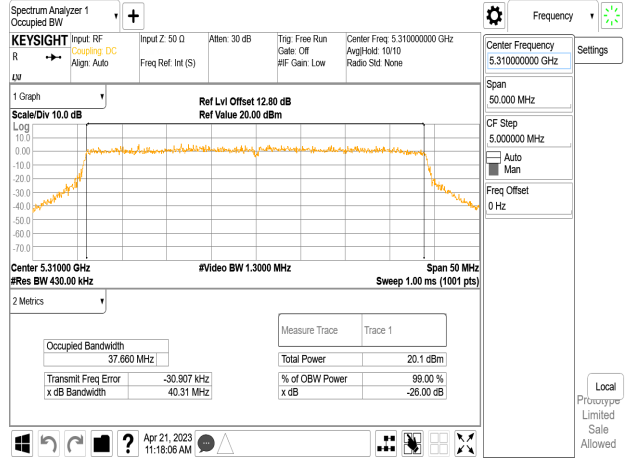 Spectrum Analyzer 1
Occupied BW
Frequency
KEYSIGHT
R
LXI
Input: RF
Coupling: DC
Align: Auto
Input Z: 50 Ω
Freq Ref: Int (S)
Atten: 30 dB
Trig: Free Run
Gate: Off
#IF Gain: Low
Center Freq: 5.310000000 GHz
Avg|Hold: 10/10
Radio Std: None
Center Frequency
5.310000000 GHz
Settings
Span
50.000 MHz
CF Step
5.000000 MHz
Auto
Man
Freq Offset
0 Hz
1 Graph
Scale/Div 10.0 dB
Ref Lvl Offset 12.80 dB
Ref Value 20.00 dBm
Log
10.0
0.00
-10.0
-20.0
-30.0
-40.0
-50.0
-60.0
-70.0
Center 5.31000 GHz
#Res BW 430.00 kHz
#Video BW 1.3000 MHz
Span 50 MHz
Sweep 1.00 ms (1001 pts)
2 Metrics
Measure Trace
Trace 1
Occupied Bandwidth
37.660 MHz
Total Power
20.1 dBm
Transmit Freq Error
-30.907 kHz
% of OBW Power
99.00 %
x dB Bandwidth
40.31 MHz
x dB
-26.00 dB
Local
Prototype
Limited
Sale
Allowed
?
Apr 21, 2023
11:18:06 AM